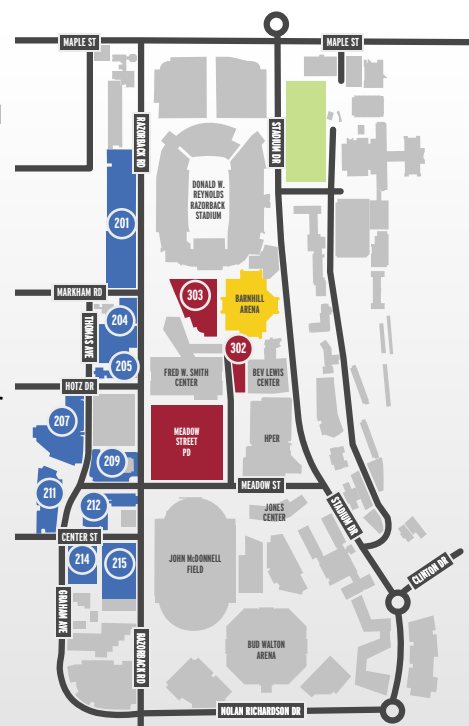 MAPLE ST
MAPLE ST
RAZORBACK RD
STADIUM DR
DONALD W.
REYNOLDS
RAZORBACK
STADIUM
201
MARKHAM RD
303
BARNHILL
ARENA
204
THOMAS AVE
302
205
FRED W. SMITH
CENTER
BEV LEWIS
CENTER
HOTZ DR
207
MEADOW
STREET
PD
HPER
209
211
MEADOW ST
212
JONES
CENTER
STADIUM DR
CENTER ST
214
215
JOHN McDONNELL
FIELD
CLINTON DR
GRAHAM AVE
RAZORBACK RD
BUD WALTON
ARENA
NOLAN RICHARDSON DR